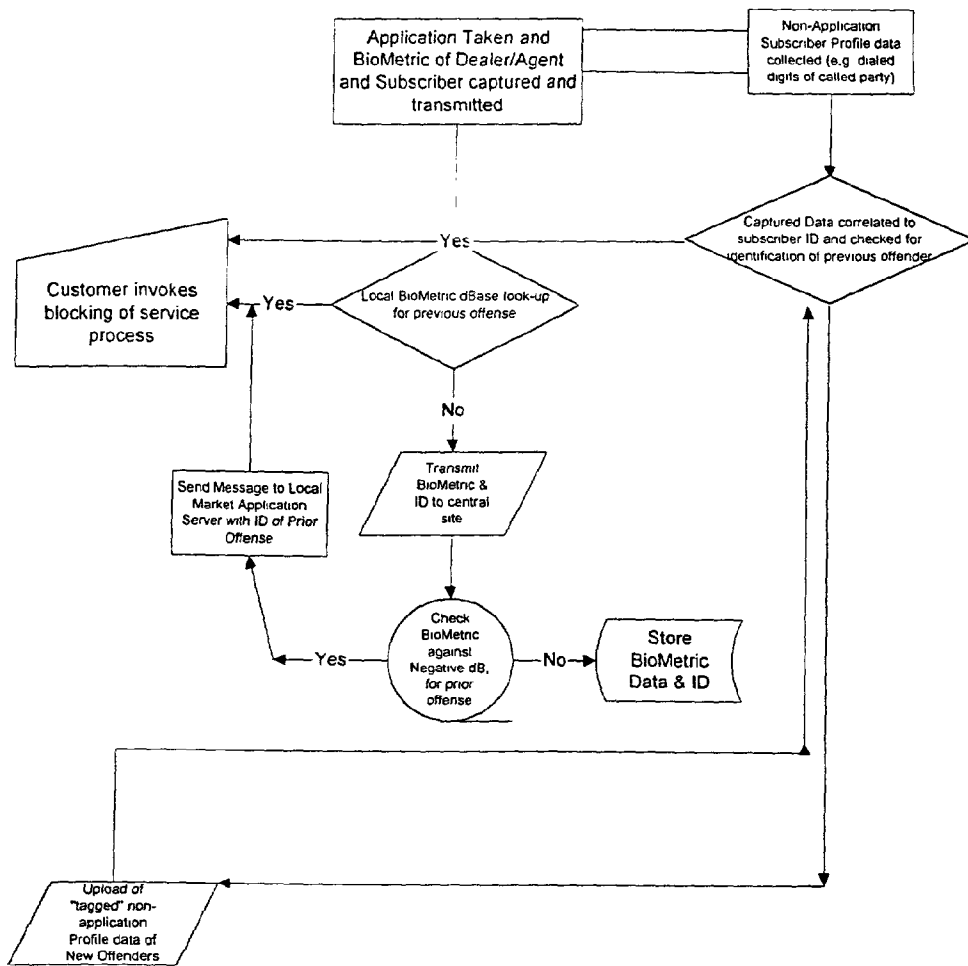 Application Taken and
BioMetric of Dealer/Agent
and Subscriber captured and
transmitted
Non-Application
Subscriber Profile data
collected (e.g. dialed
digits of called party)
Captured Data correlated to
subscriber ID and checked for
identification of previous
offender
Yes
Customer invokes
blocking of service
process
Yes
Local BioMetric dBase look-up
for previous offense
No
Transmit
BioMetric &
ID to central
site
Send Message to Local
Market Application
Server with ID of Prior
Offense
Check
BioMetric
against
Negative dB,
for prior
offense
Yes
No
Store
BioMetric
Data & ID
Upload of
"tagged" non-
application
Profile data of
New Offenders